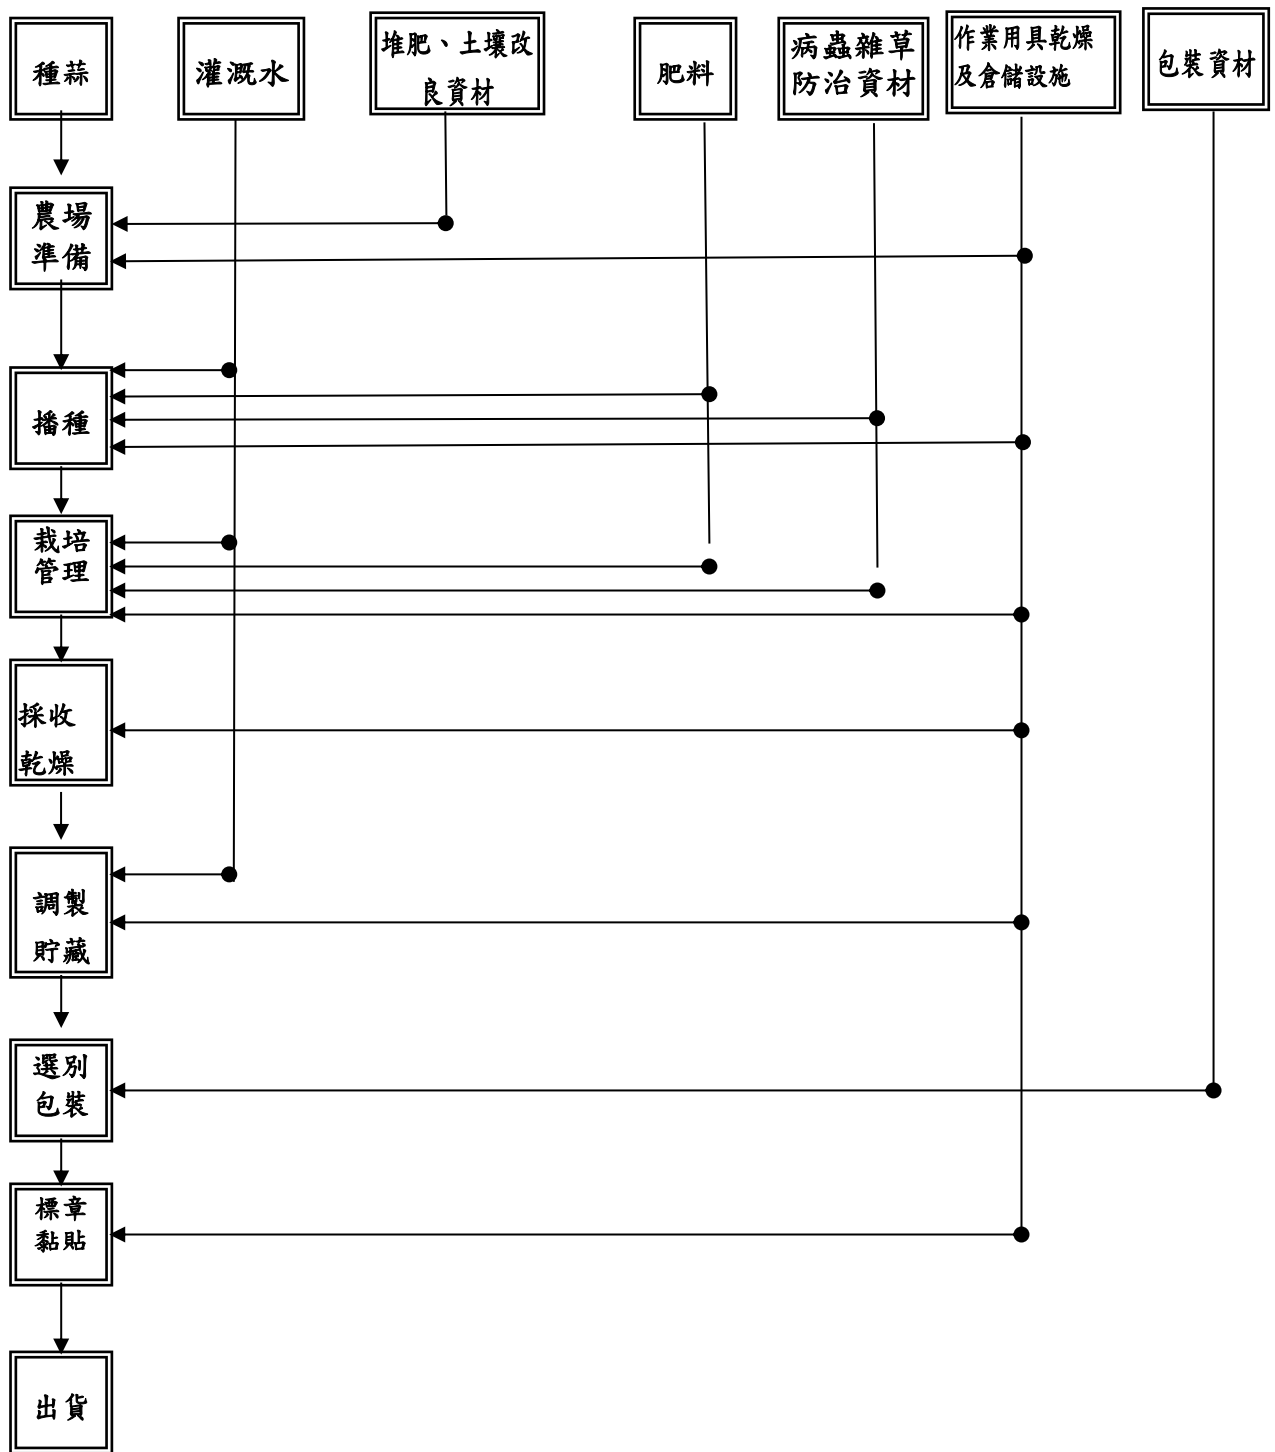 種蒜
灌溉水
堆肥、土壤改
良資材
肥料
病蟲雜草
防治資材
作業用具乾燥
及倉儲設施
包裝資材
農場
準備
播種
栽培
管理
採收
乾燥
調製
貯藏
選別
包裝
標章
黏貼
出貨